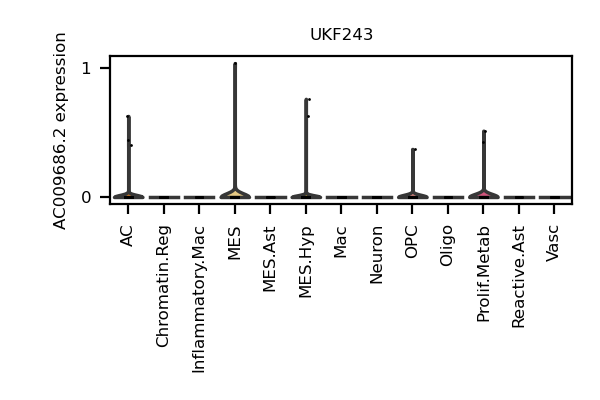 UKF243
AC009686.2 expression
1
0
AC
Chromatin.Reg
Inflammatory.Mac
MES
MES.Ast
MES.Hyp
Mac
Neuron
OPC
Oligo
Prolif.Metab
Reactive.Ast
Vasc